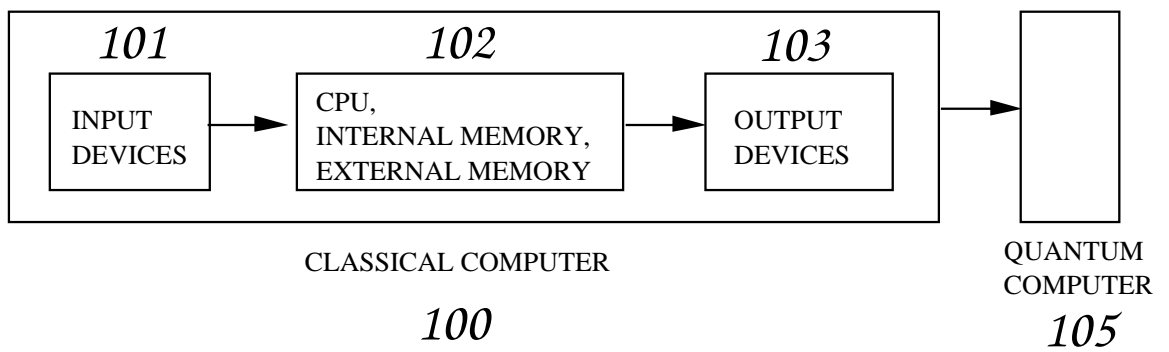 101
102
103
INPUT
DEVICES
CPU,
INTERNAL MEMORY,
EXTERNAL MEMORY
OUTPUT
DEVICES
CLASSICAL COMPUTER
100
QUANTUM
COMPUTER
105